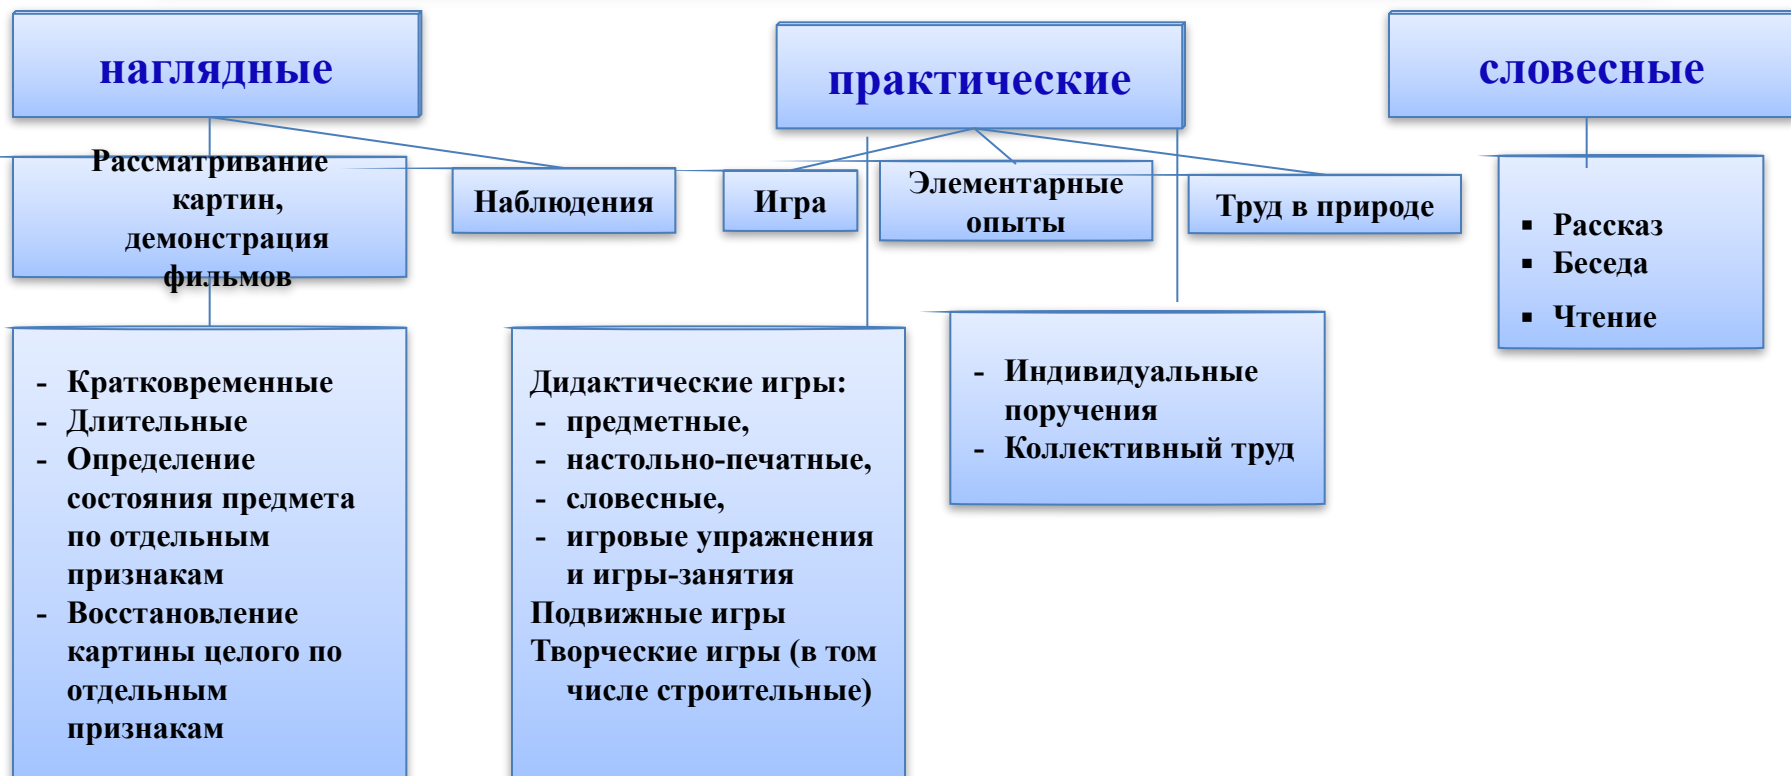 наглядные
практические
словесные
Рассматривание
картин,
демонстрация
фильмов
Наблюдения
Игра
Элементарные
опыты
Труд в природе
▪ Рассказ
▪ Беседа
▪ Чтение
- Кратковременные
- Длительные
- Определение
состояния предмета
по отдельным
признакам
- Восстановление
картины целого по
отдельным
признакам
Дидактические игры:
- предметные,
- настольно-печатные,
- словесные,
- игровые упражнения
и игры-занятия
Подвижные игры
Творческие игры (в том
числе строительные)
- Индивидуальные
поручения
- Коллективный труд